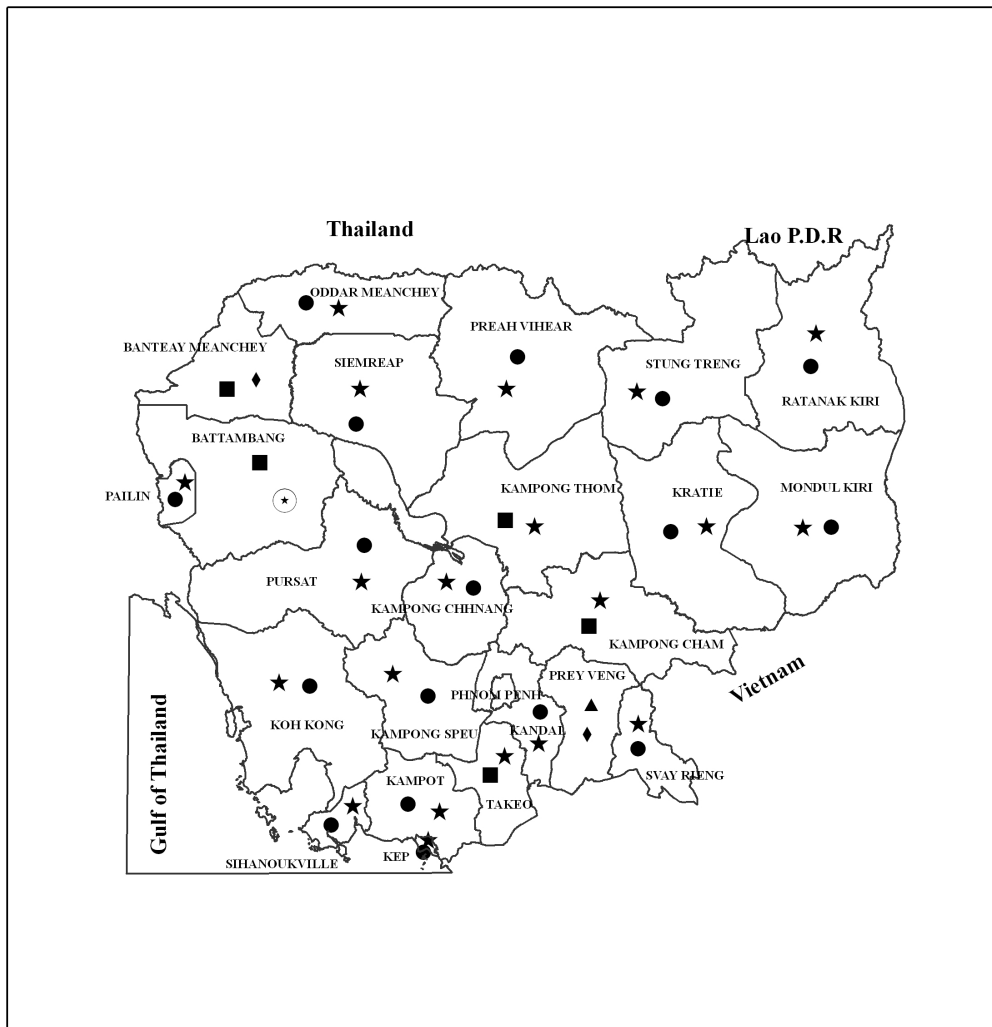 Thailand
Lao P.D.R
ODDAR MEANCHEY
PREAH VIHEAR
BANTEAY MEANCHEY
SIEMREAP
STUNG TRENG
RATANAK KIRI
BATTAMBANG
PAILIN
KAMPONG THOM
KRATIE
MONDUL KIRI
PURSAT
KAMPONG CHHNANG
KAMPONG CHAM
PREY VENG
Vietnam
PHNOM PENH
KOH KONG
KAMPONG SPEU
KANDAL
SVAY RIENG
Gulf of Thailand
KAMPOT
TAKEO
KEP
SIHANOUKVILLE